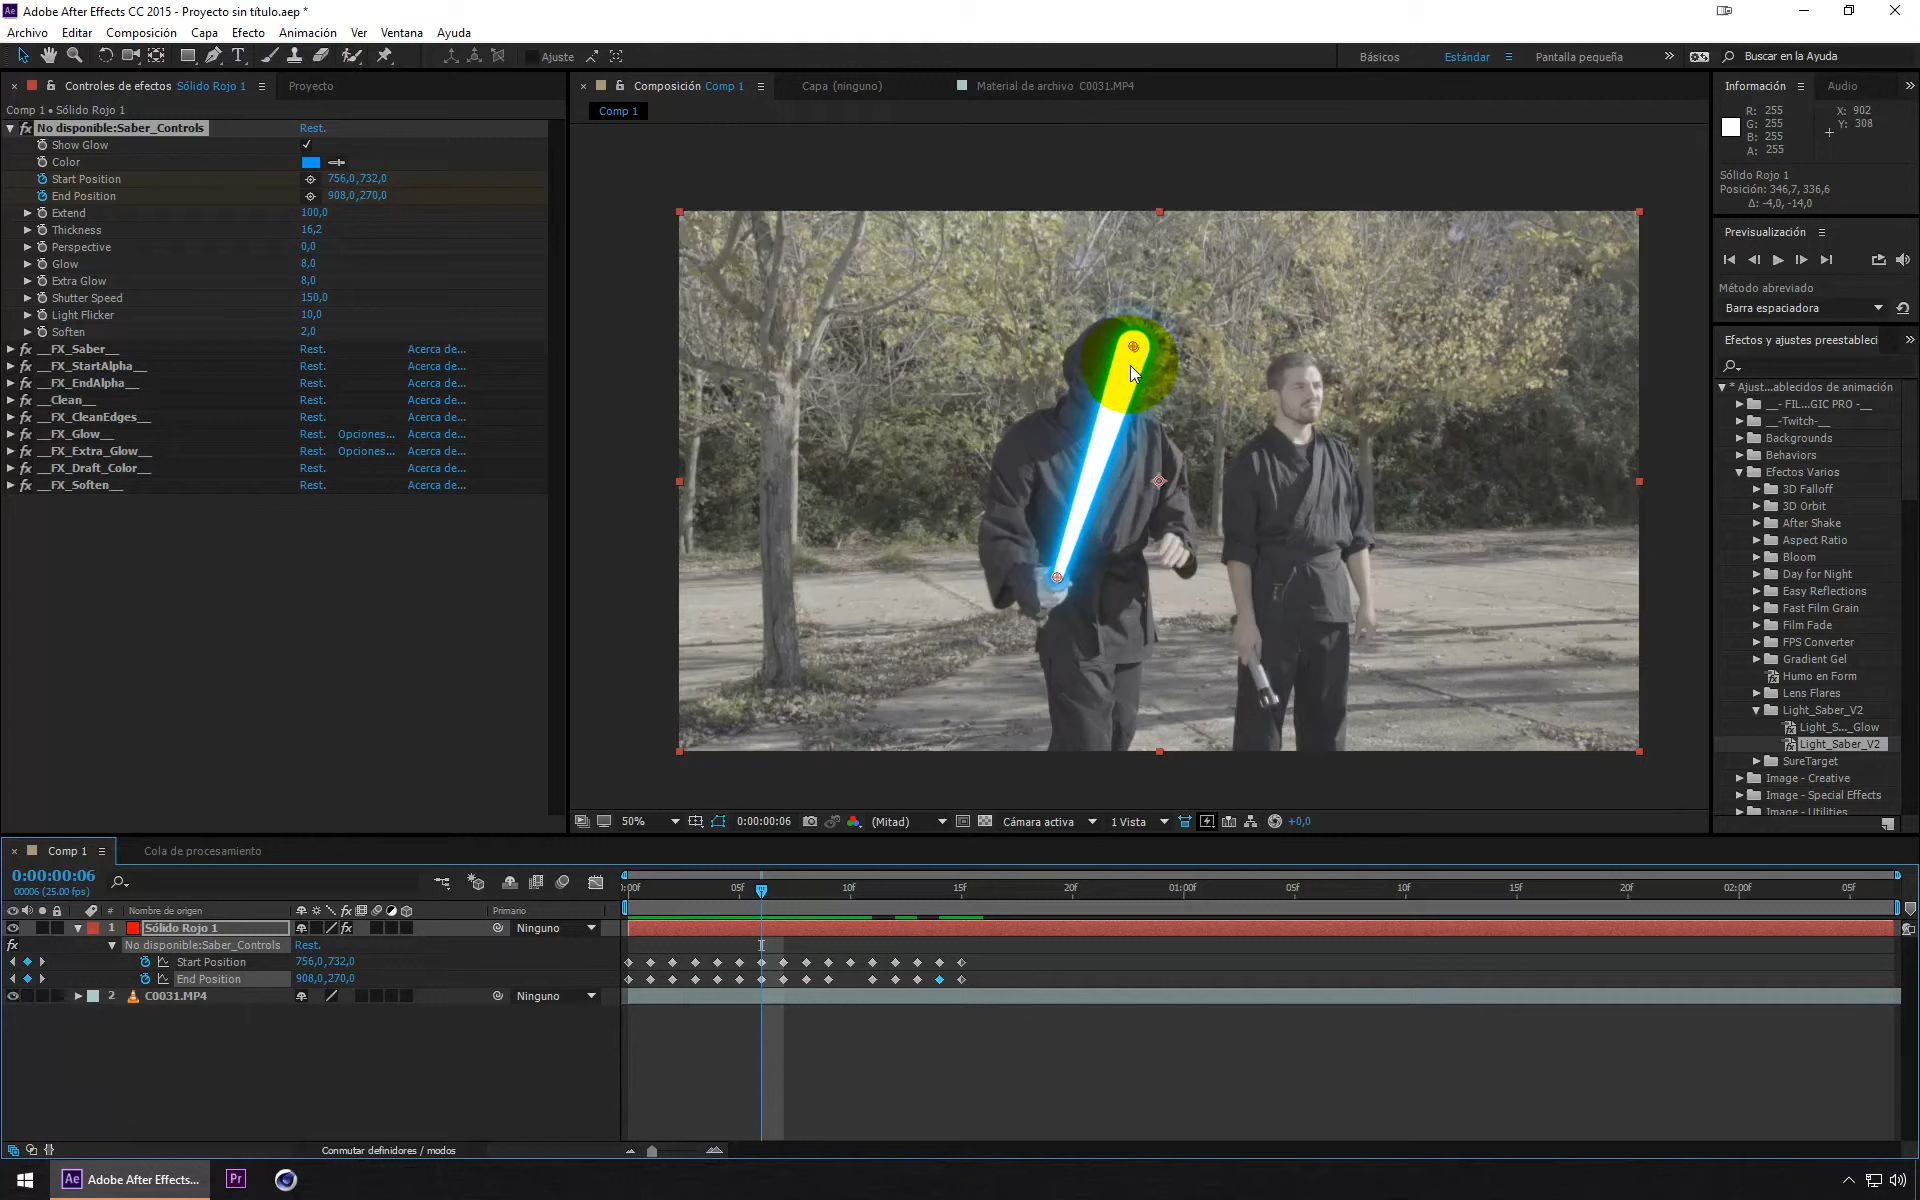 Adobe After Effects CC 2015 - Proyecto sin título.aep *
Archivo Editar Composición Capa Efecto Animación Ver Ventana Ayuda
Ajuste Básicos Estándar Pantalla pequeña Buscar en la Ayuda
Controles de efectos Sólido Rojo 1 Proyecto
Comp 1 • Sólido Rojo 1
No disponible:Saber_Controls Rest.
Show Glow
Color
Start Position 756,0,732,0
End Position 908,0,270,0
Extend 100,0
Thickness 16,2
Perspective 0,0
Glow 8,0
Extra Glow 8,0
Shutter Speed 150,0
Light Flicker 10,0
Soften 2,0
__FX_Saber__ Rest. Acerca de...
__FX_StartAlpha__ Rest. Acerca de...
__FX_EndAlpha__ Rest. Acerca de...
__Clean__ Rest. Acerca de...
__FX_CleanEdges__ Rest. Acerca de...
__FX_Glow__ Rest. Opciones... Acerca de...
__FX_Extra_Glow__ Rest. Opciones... Acerca de...
__FX_Draft_Color__ Rest. Acerca de...
__FX_Soften__ Rest. Acerca de...
Composición Comp 1 Capa (ninguno) Material de archivo C0031.MP4
Comp 1
50% 0:00:00:06 (Mitad) Cámara activa 1 Vista +0,0
Información Audio
R: 255 X: 902
G: 255 Y: 308
B: 255
A: 255
Sólido Rojo 1
Posición: 346,7, 336,6
Δ: -4,0, -14,0
Previsualización
Método abreviado
Barra espaciadora
Efectos y ajustes preestableci
* Ajust...ablecidos de animación
__- FIL...GIC PRO -__
__-Twitch-__
Backgrounds
Behaviors
Efectos Varios
3D Falloff
3D Orbit
After Shake
Aspect Ratio
Bloom
Day for Night
Easy Reflections
Fast Film Grain
Film Fade
FPS Converter
Gradient Gel
Humo en Form
Lens Flares
Light_Saber_V2
Light_S..._Glow
Light_Saber_V2
SureTarget
Image - Creative
Image - Special Effects
Image - Utilities
Comp 1 Cola de procesamiento
0:00:00:06
00006 (25.00 fps)
:00f 05f 10f 15f 20f 01:00f 05f 10f 15f 20f 02:00f 05f
# Nombre de origen Primario
1 Sólido Rojo 1 Ninguno
No disponible:Saber_Controls Rest.
Start Position 756,0,732,0
End Position 908,0,270,0
2 C0031.MP4 Ninguno
Conmutar definidores / modos
Ae Adobe After Effects... Pr